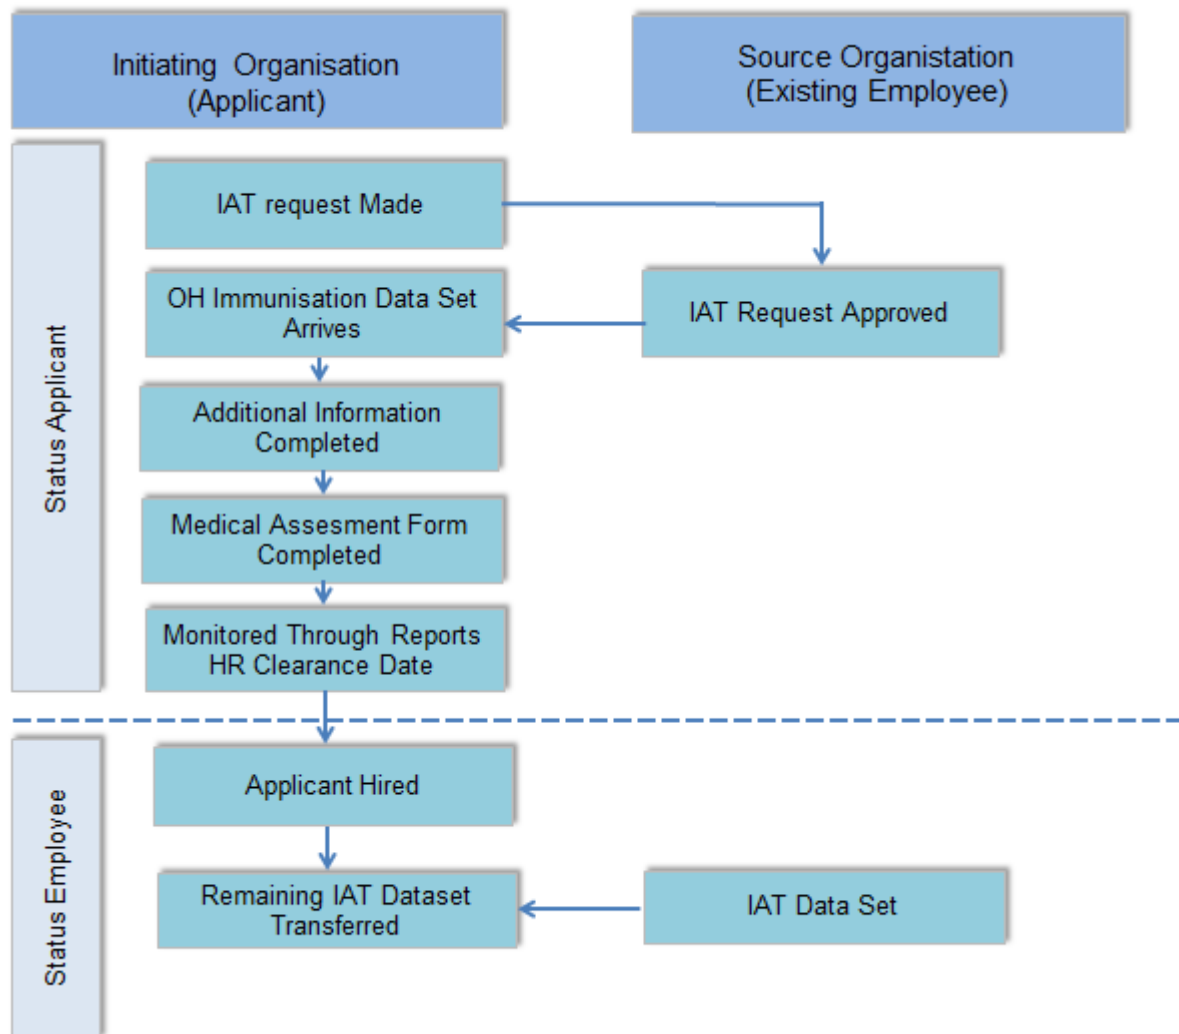 Initiating Organisation
(Applicant)
Source Organistation
(Existing Employee)
Status Applicant
IAT request Made
IAT Request Approved
OH Immunisation Data Set
Arrives
Additional Information
Completed
Medical Assesment Form
Completed
Monitored Through Reports
HR Clearance Date
Status Employee
Applicant Hired
Remaining IAT Dataset
Transferred
IAT Data Set